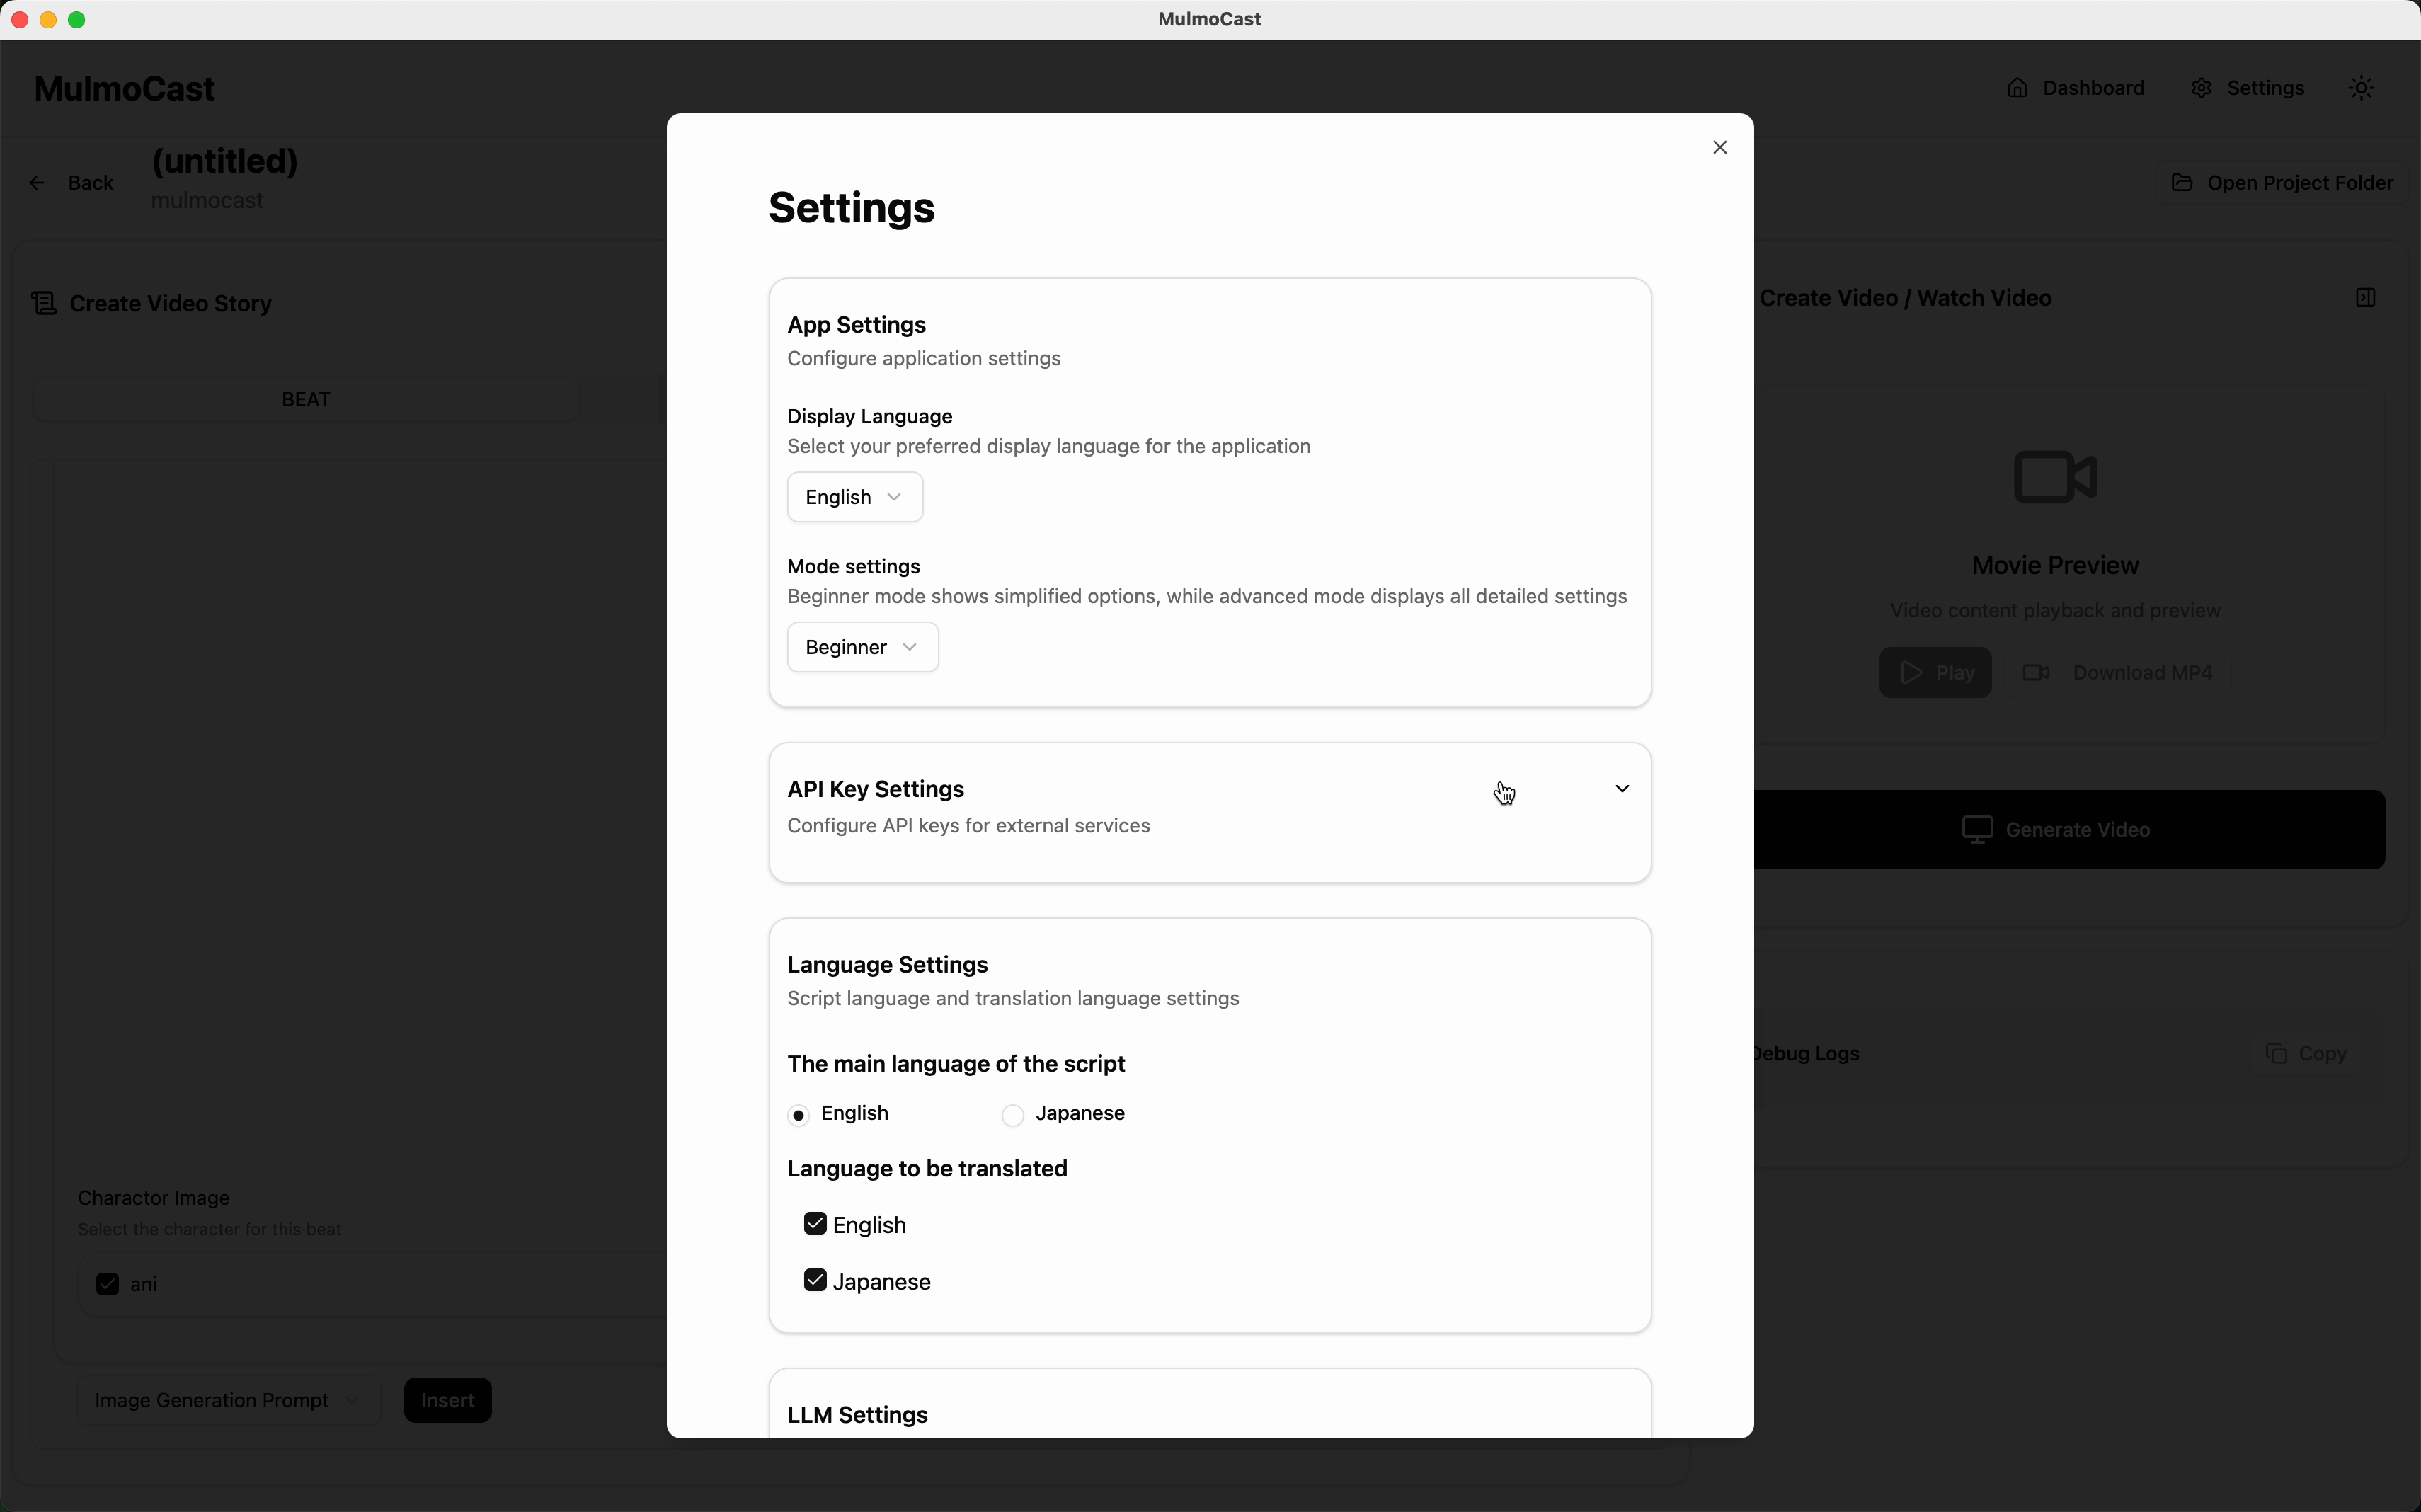 MulmoCast
MulmoCast
Dashboard
Settings
Back
(untitled)
mulmocast
Open Project Folder
Create Video Story
BEAT
Charactor Image
Select the character for this beat
ani
Image Generation Prompt
Insert
Settings
App Settings
Configure application settings
Display Language
Select your preferred display language for the application
English
Mode settings
Beginner mode shows simplified options, while advanced mode displays all detailed settings
Beginner
API Key Settings
Configure API keys for external services
Language Settings
Script language and translation language settings
The main language of the script
English
Japanese
Language to be translated
English
Japanese
LLM Settings
Create Video / Watch Video
Movie Preview
Video content playback and preview
Play
Download MP4
Generate Video
Debug Logs
Copy